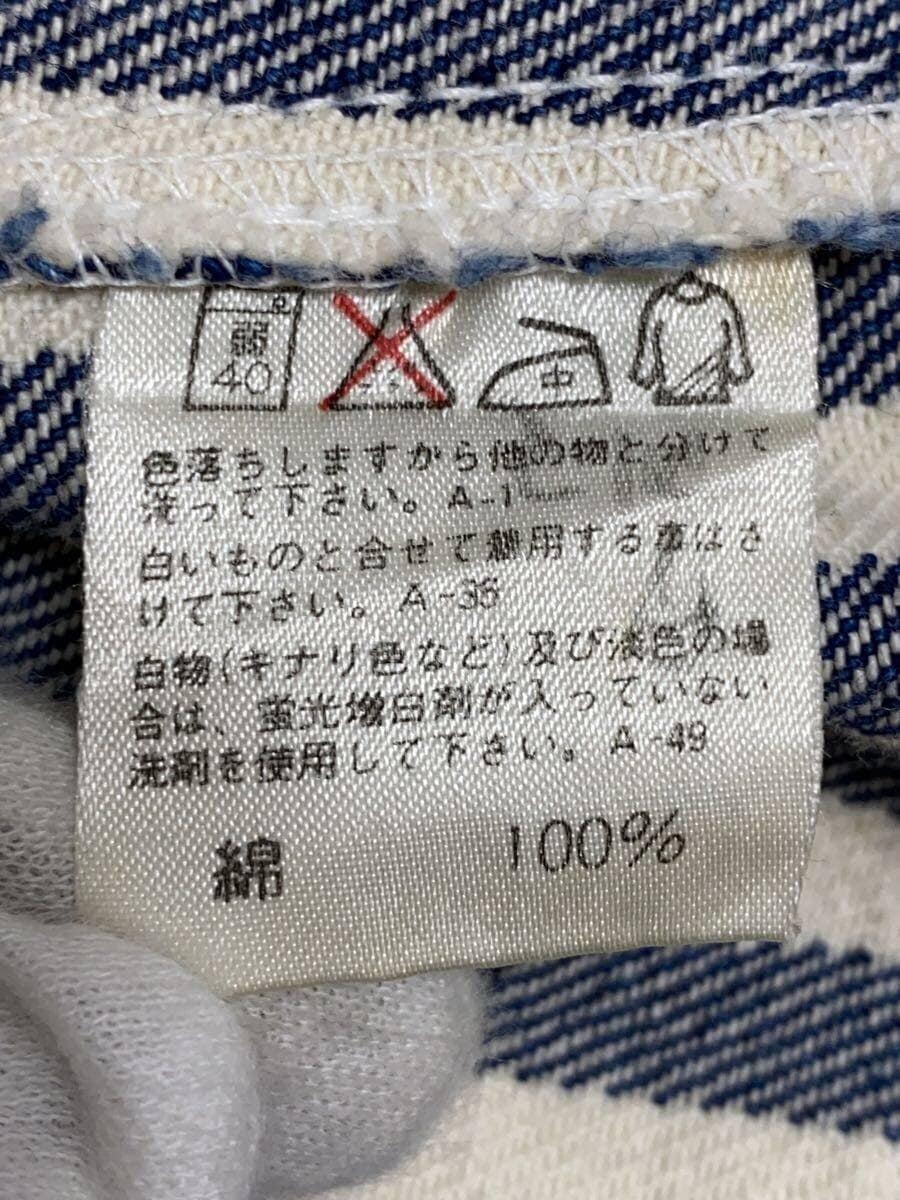 弱
40
中
色落ちしますから他の物と分けて
洗って下さい。A-1
白いものと合せて着用する事はさ
けて下さい。A-35
白物(キナリ色など)及び淡色の場
合は、蛍光増白剤が入っていない
洗剤を使用して下さい。A-49
綿 100%